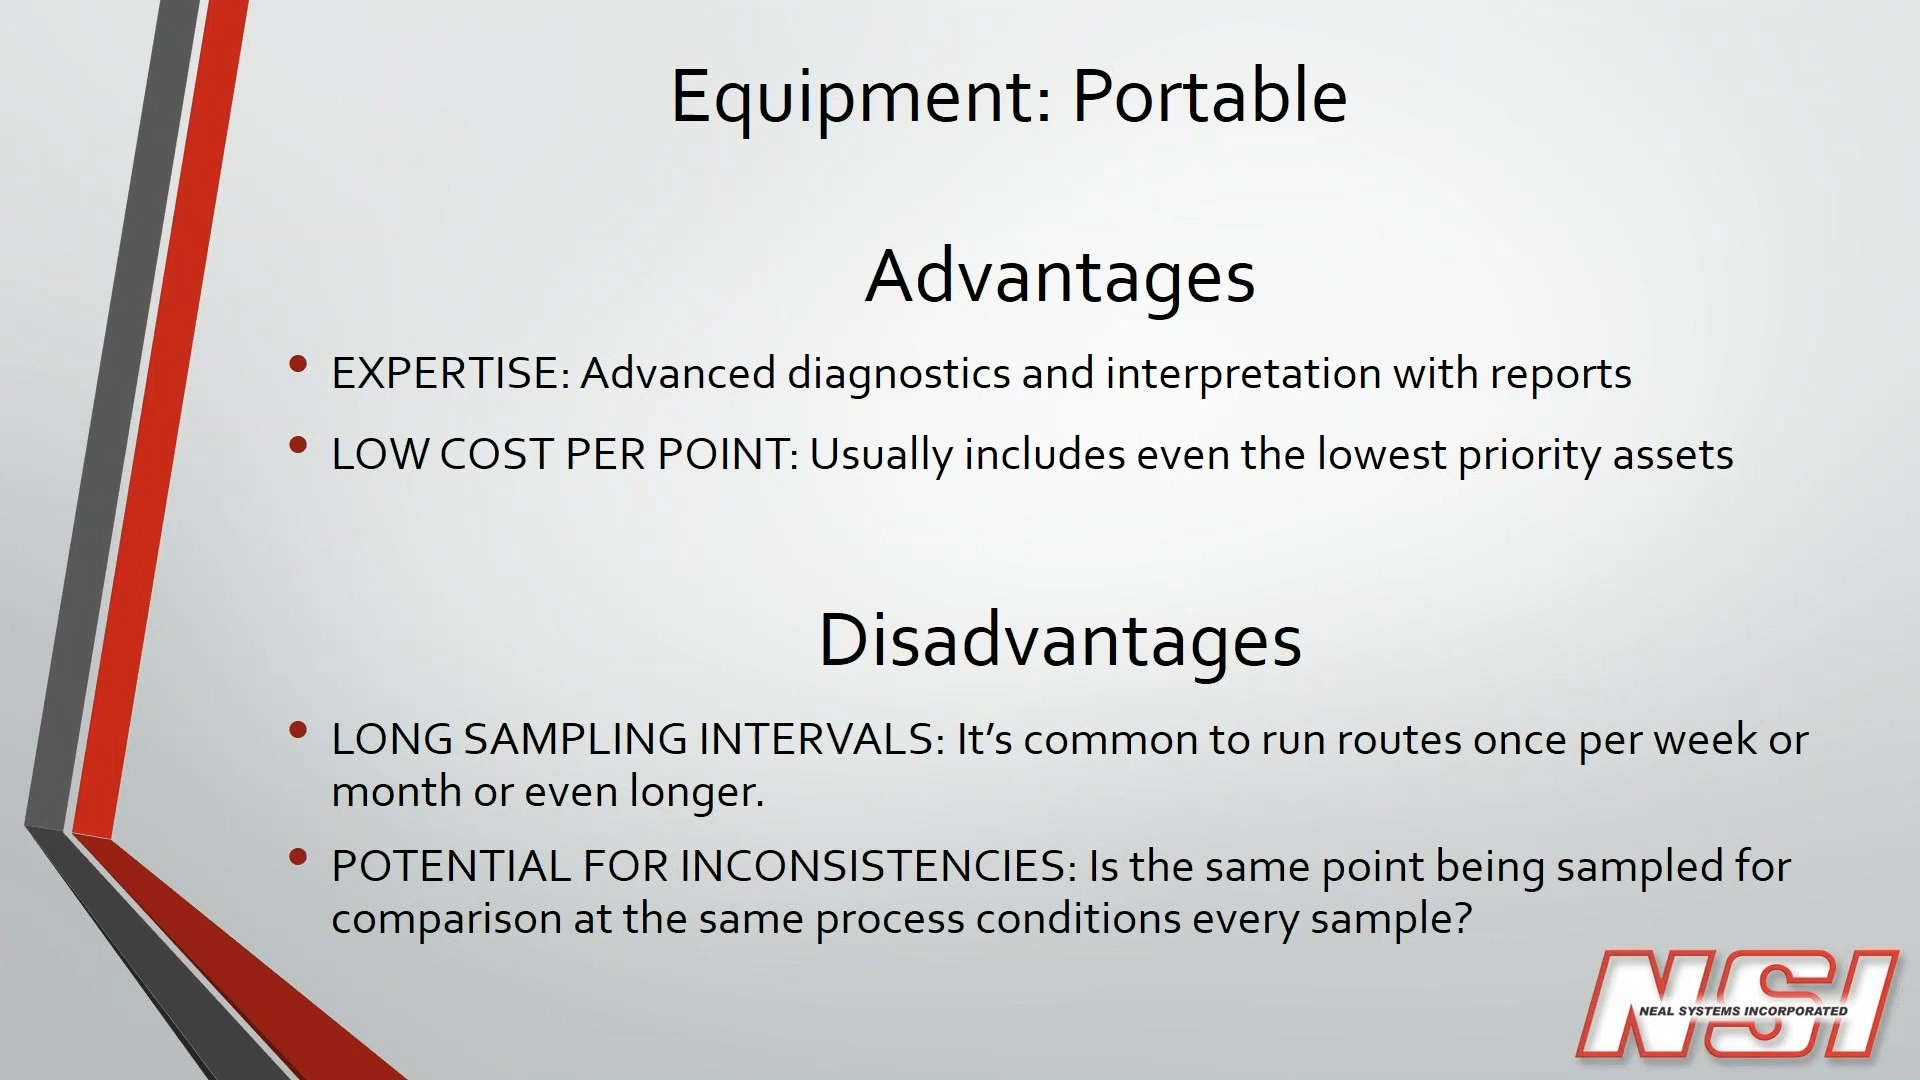 Equipment: Portable
Advantages
• EXPERTISE: Advanced diagnostics and interpretation with reports
• LOW COST PER POINT: Usually includes even the lowest priority assets
Disadvantages
• LONG SAMPLING INTERVALS: It’s common to run routes once per week or
month or even longer.
• POTENTIAL FOR INCONSISTENCIES: Is the same point being sampled for
comparison at the same process conditions every sample?
NSI
NEAL SYSTEMS INCORPORATED